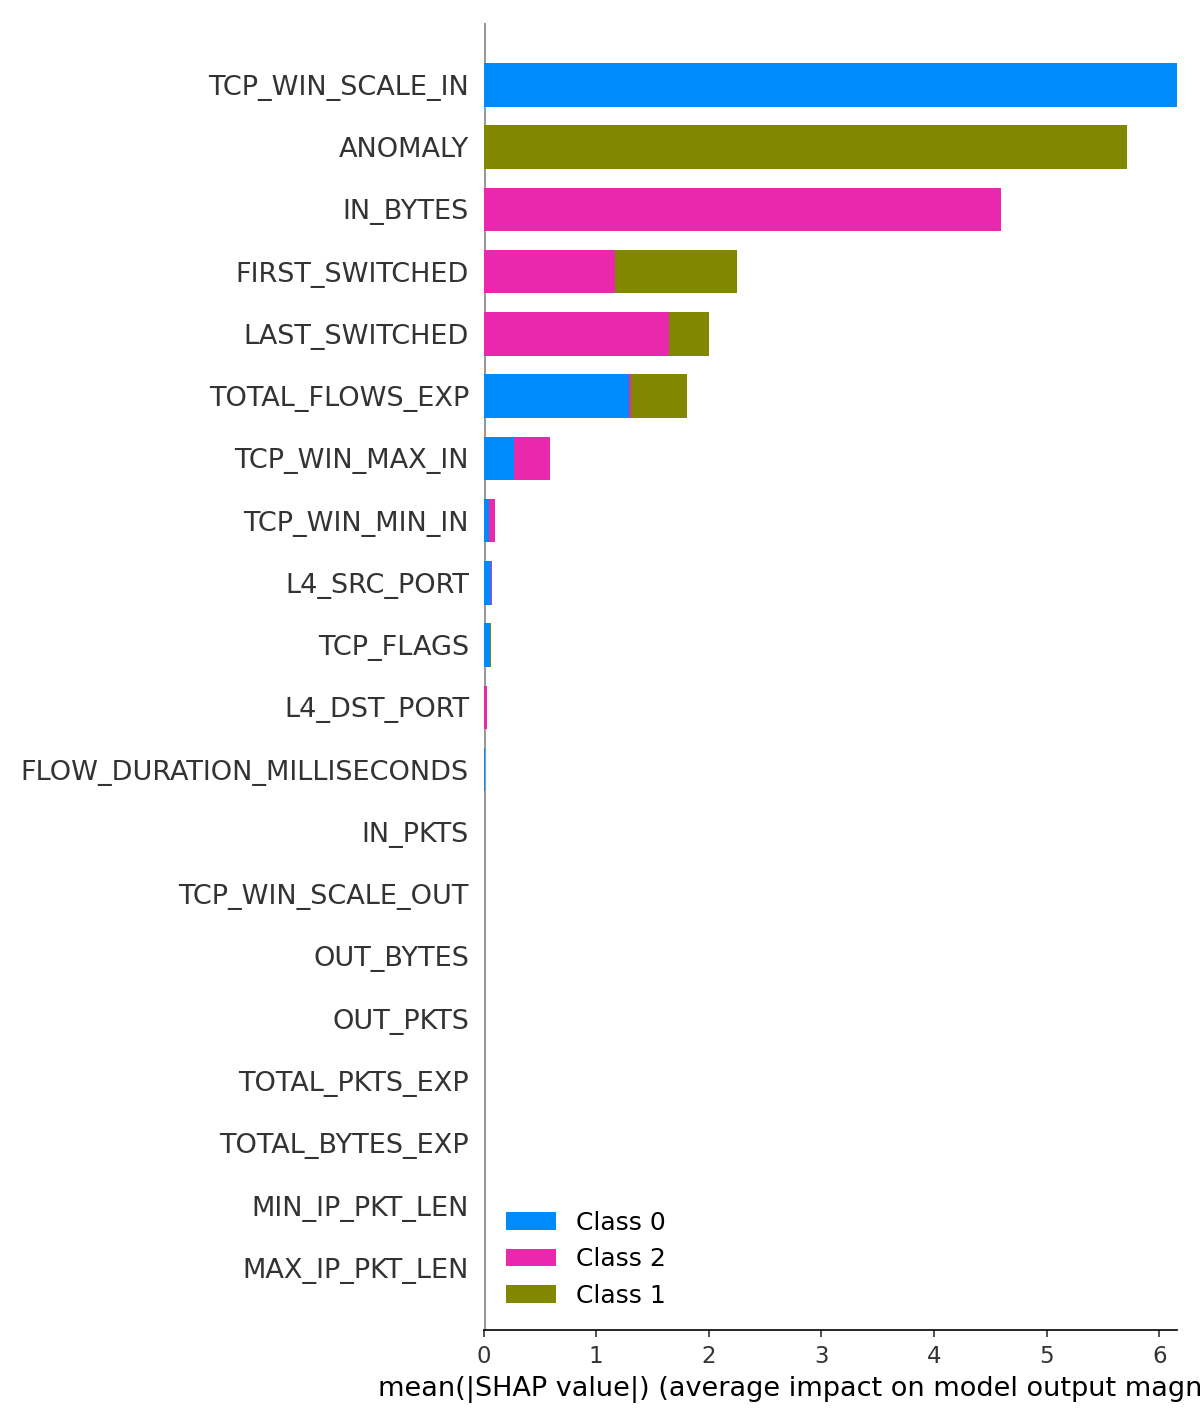 TCP_WIN_SCALE_IN
ANOMALY
IN_BYTES
FIRST_SWITCHED
LAST_SWITCHED
TOTAL_FLOWS_EXP
TCP_WIN_MAX_IN
TCP_WIN_MIN_IN
L4_SRC_PORT
TCP_FLAGS
L4_DST_PORT
FLOW_DURATION_MILLISECONDS
IN_PKTS
TCP_WIN_SCALE_OUT
OUT_BYTES
OUT_PKTS
TOTAL_PKTS_EXP
TOTAL_BYTES_EXP
MIN_IP_PKT_LEN
MAX_IP_PKT_LEN
Class 0
Class 2
Class 1
0 1 2 3 4 5 6
mean(|SHAP value|) (average impact on model output magn